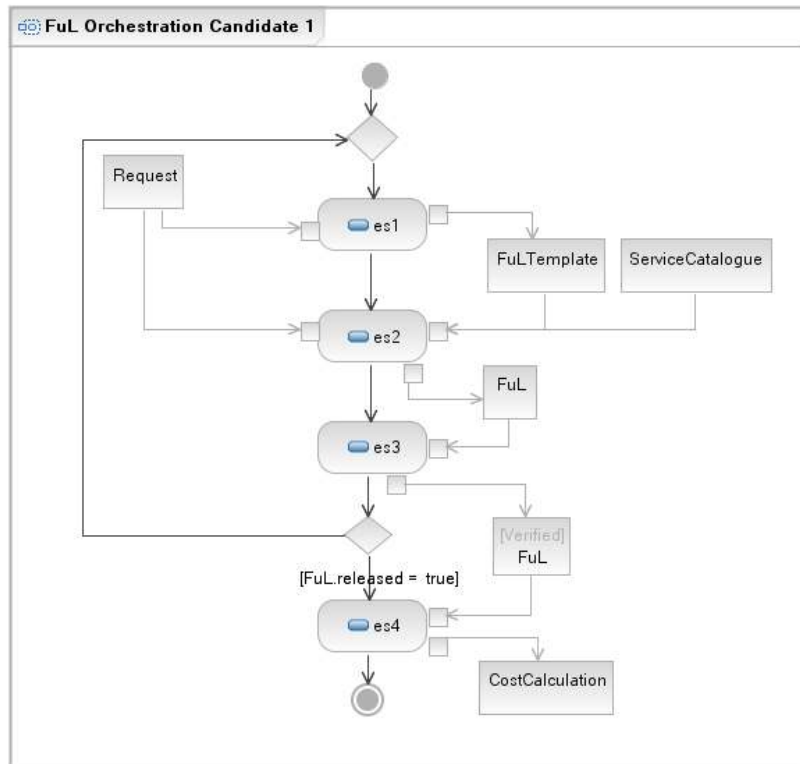 FuL Orchestration Candidate 1
Request
es1
FuLTemplate
ServiceCatalogue
es2
FuL
es3
[Verified]
FuL
[FuL.released = true]
es4
CostCalculation